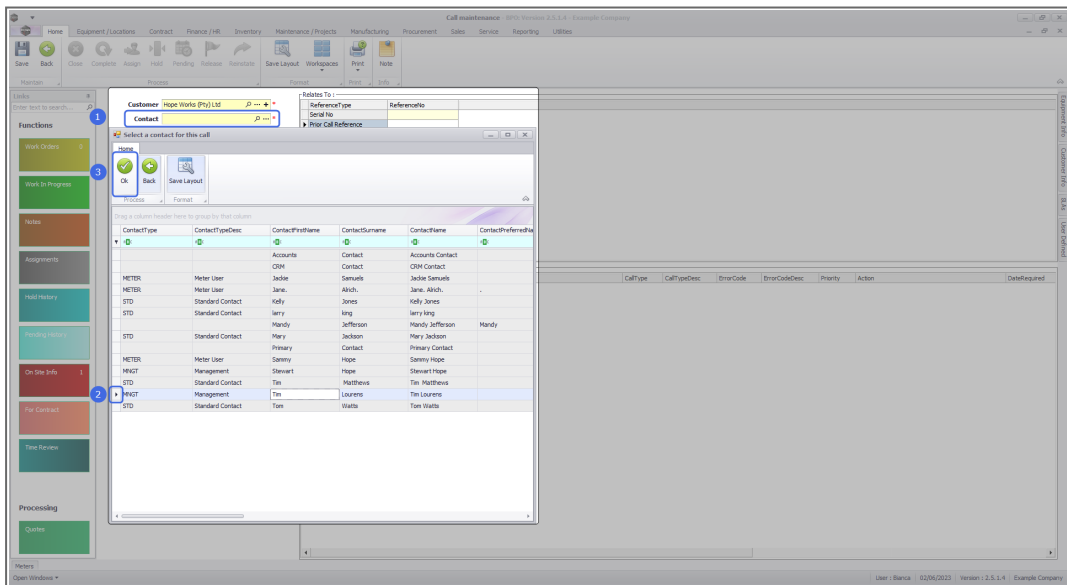 Call maintenance - BPO: Version 2.5.1.4 - Example Company
Home Equipment / Locations Contract Finance / HR Inventory Maintenance / Projects Manufacturing Procurement Sales Service Reporting Utilities
Save Back Close Complete Assign Hold Pending Release Reinstate Save Layout Workspaces Print Note
Maintain Process Format Print Info
Links
Enter text to search...
Functions
Work Orders 0
Work In Progress
Notes
Assignments
Hold History
Pending History
On Site Info 1
For Contract
Time Review
Processing
Quotes
1
Customer Hope Works (Pty) Ltd *
Contact *
Relates To :
ReferenceType ReferenceNo
Serial No
Prior Call Reference
Select a contact for this call
Home
3
Ok Back Save Layout
Process Format
Drag a column header here to group by that column
ContactType ContactTypeDesc ContactFirstName ContactSurname ContactName ContactPreferredNa
Accounts Contact Accounts Contact
CRM Contact CRM Contact
METER Meter User Jackie Samuels Jackie Samuels
METER Meter User Jane. Alrich. Jane. Alrich. .
STD Standard Contact Kelly Jones Kelly Jones
STD Standard Contact larry king larry king
Mandy Jefferson Mandy Jefferson Mandy
STD Standard Contact Mary Jackson Mary Jackson
Primary Contact Primary Contact
METER Meter User Sammy Hope Sammy Hope
MNGT Management Stewart Hope Stewart Hope
STD Standard Contact Tim Matthews Tim Matthews
2
MNGT Management Tim Lourens Tim Lourens
STD Standard Contact Tom Watts Tom Watts
CallType CallTypeDesc ErrorCode ErrorCodeDesc Priority Action DateRequired
Equipment Info
Customer Info
SLAs
User Defined
Meters
Open Windows
User : Bianca 02/06/2023 Version : 2.5.1.4 Example Company